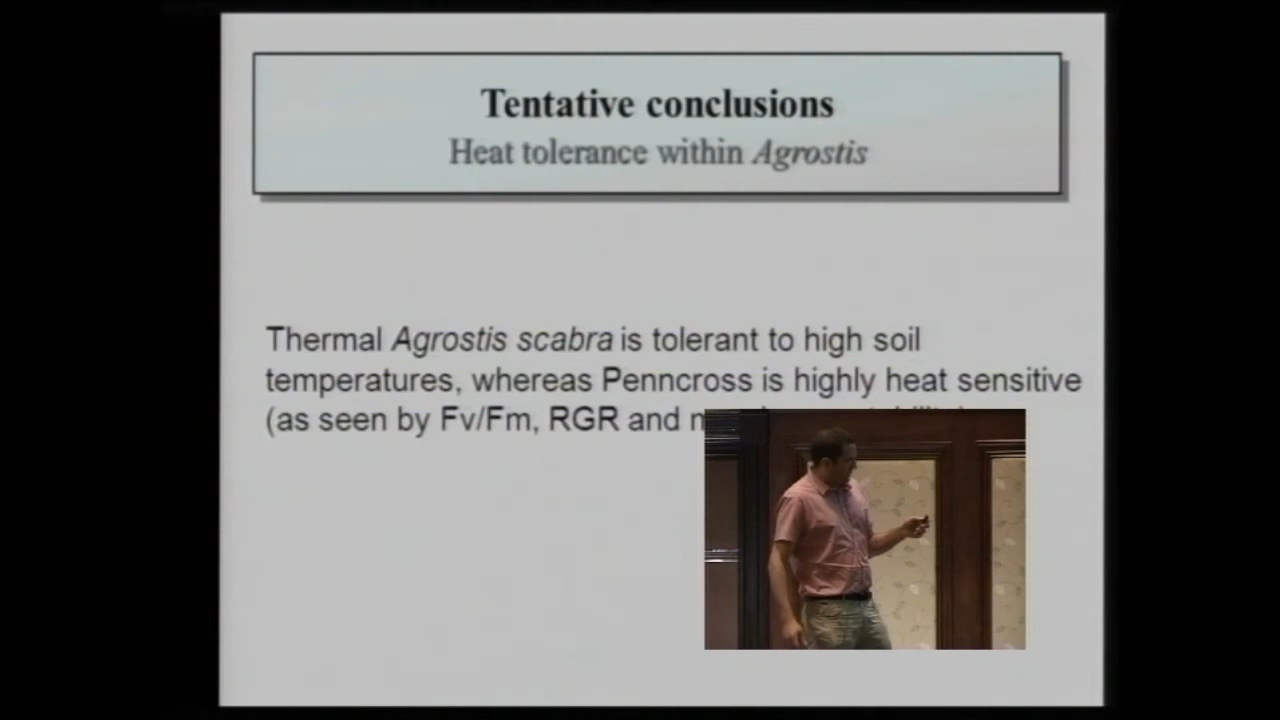 Tentative conclusions
Heat tolerance within Agrostis
Thermal Agrostis scabra is tolerant to high soil
temperatures, whereas Penncross is highly heat sensitive
(as seen by Fv/Fm, RGR and